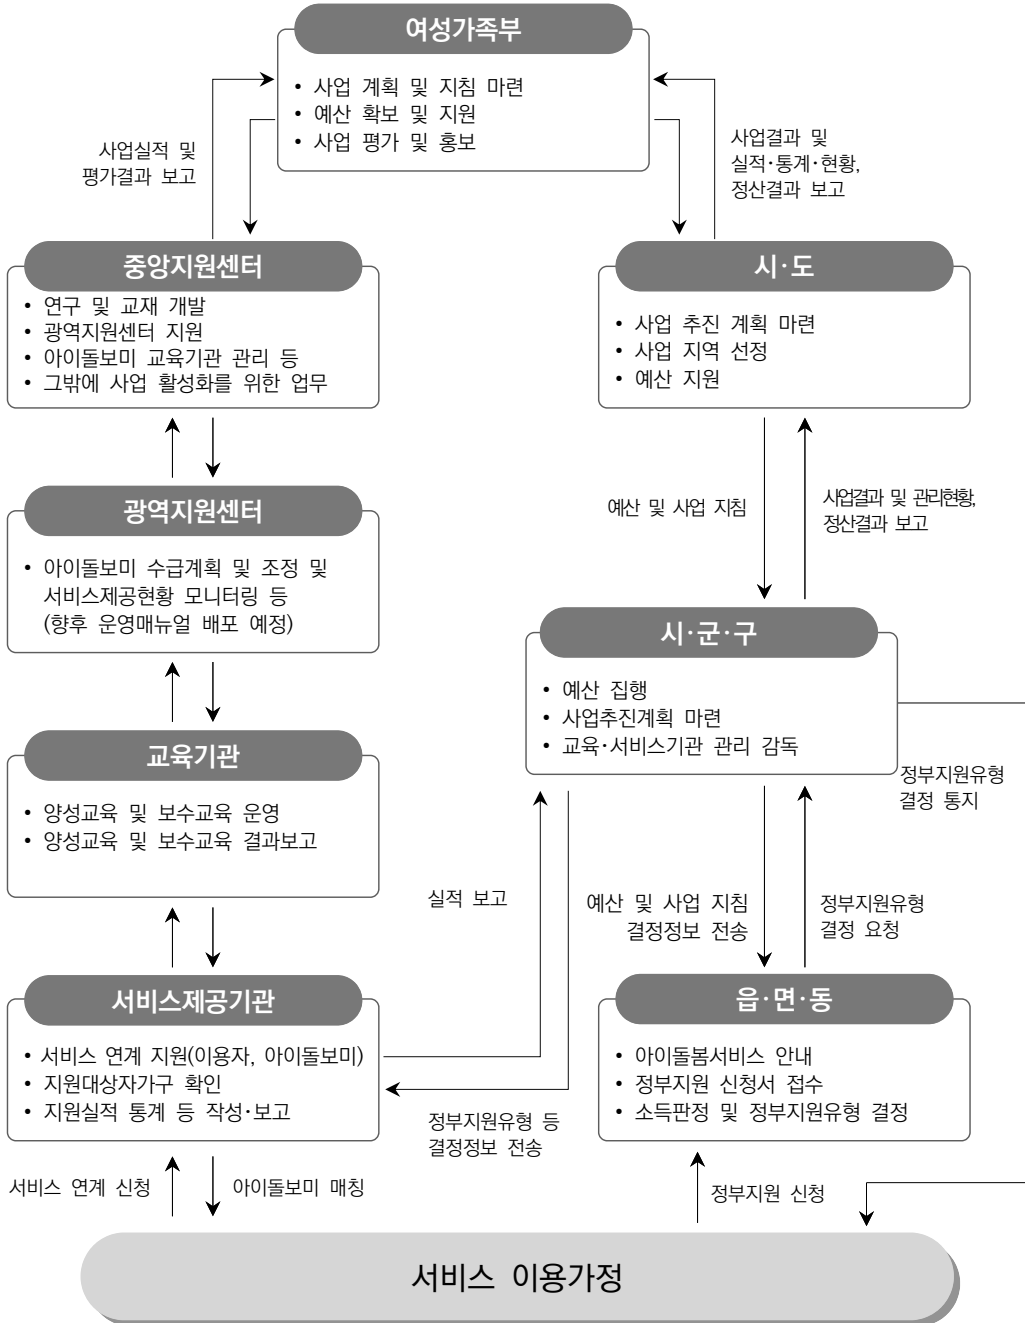 여성가족부
• 사업 계획 및 지침 마련
• 예산 확보 및 지원
• 사업 평가 및 홍보
사업실적 및
평가결과 보고
사업결과 및
실적·통계·현황,
정산결과 보고
중앙지원센터
• 연구 및 교재 개발
• 광역지원센터 지원
• 아이돌보미 교육기관 관리 등
• 그밖에 사업 활성화를 위한 업무
시·도
• 사업 추진 계획 마련
• 사업 지역 선정
• 예산 지원
광역지원센터
• 아이돌보미 수급계획 및 조정 및
서비스제공현황 모니터링 등
(향후 운영매뉴얼 배포 예정)
예산 및 사업 지침
사업결과 및 관리현황,
정산결과 보고
시·군·구
• 예산 집행
• 사업추진계획 마련
• 교육·서비스기관 관리 감독
교육기관
• 양성교육 및 보수교육 운영
• 양성교육 및 보수교육 결과보고
정부지원유형
결정 통지
실적 보고
예산 및 사업 지침
결정정보 전송
정부지원유형
결정 요청
서비스제공기관
• 서비스 연계 지원(이용자, 아이돌보미)
• 지원대상자가구 확인
• 지원실적 통계 등 작성·보고
읍·면·동
• 아이돌봄서비스 안내
• 정부지원 신청서 접수
• 소득판정 및 정부지원유형 결정
정부지원유형 등
결정정보 전송
서비스 연계 신청
아이돌보미 매칭
정부지원 신청
서비스 이용가정